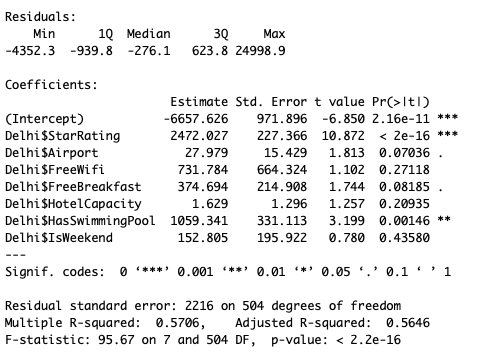 Residuals:
Min 1Q Median 3Q Max
-4352.3 -939.8 -276.1 623.8 24998.9
Coefficients:
Estimate Std. Error t value Pr(>|t|)
(Intercept) -6657.626 971.896 -6.850 2.16e-11 ***
Delhi$StarRating 2472.027 227.366 10.872 < 2e-16 ***
Delhi$Airport 27.979 15.429 1.813 0.07036 .
Delhi$FreeWifi 731.784 664.324 1.102 0.27118
Delhi$FreeBreakfast 374.694 214.908 1.744 0.08185 .
Delhi$HotelCapacity 1.629 1.296 1.257 0.20935
Delhi$HasSwimmingPool 1059.341 331.113 3.199 0.00146 **
Delhi$IsWeekend 152.805 195.922 0.780 0.43580
---
Signif. codes: 0 ‘***’ 0.001 ‘**’ 0.01 ‘*’ 0.05 ‘.’ 0.1 ‘ ’ 1
Residual standard error: 2216 on 504 degrees of freedom
Multiple R-squared: 0.5706, Adjusted R-squared: 0.5646
F-statistic: 95.67 on 7 and 504 DF, p-value: < 2.2e-16